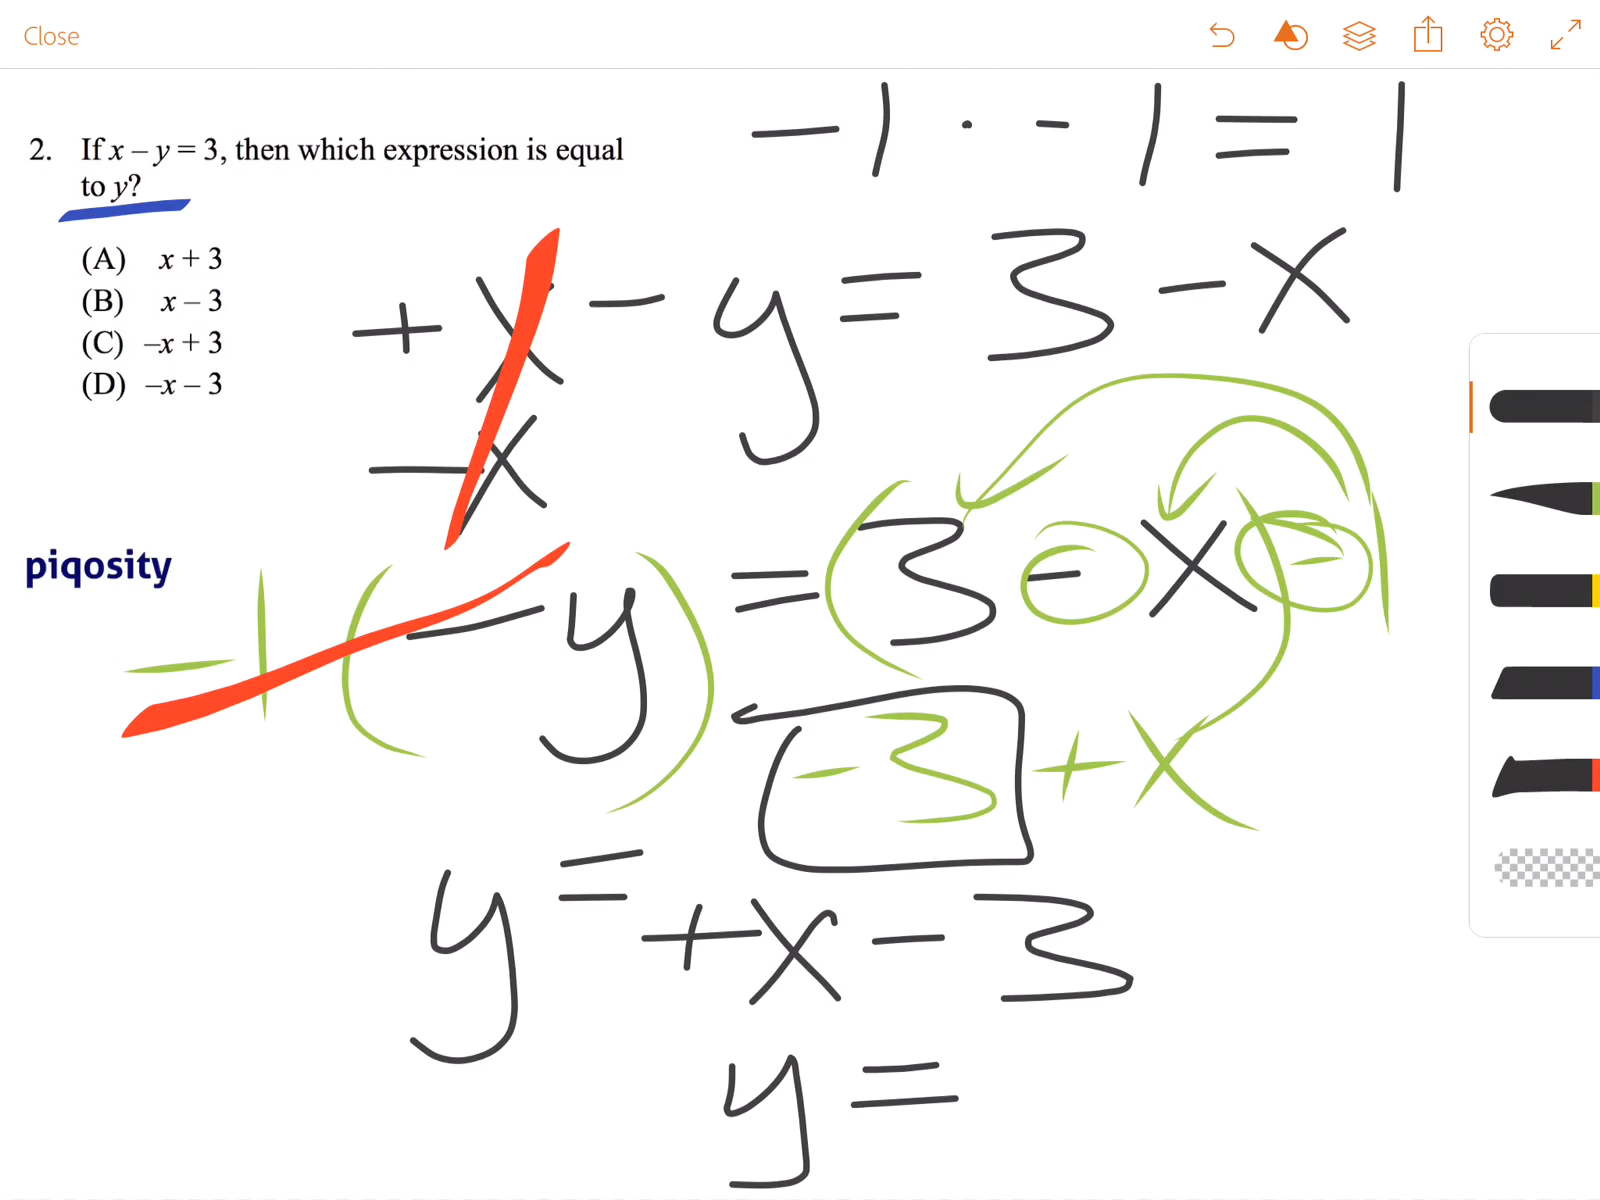 Close
2. If x – y = 3, then which expression is equal
to y?
(A) x + 3
(B) x – 3
(C) –x + 3
(D) –x – 3
piqosity
−1 · −1 = 1
+x − y = 3 − x
−x
−1(−y) = (3 − x) −
−3 + x
y = +x − 3
y =